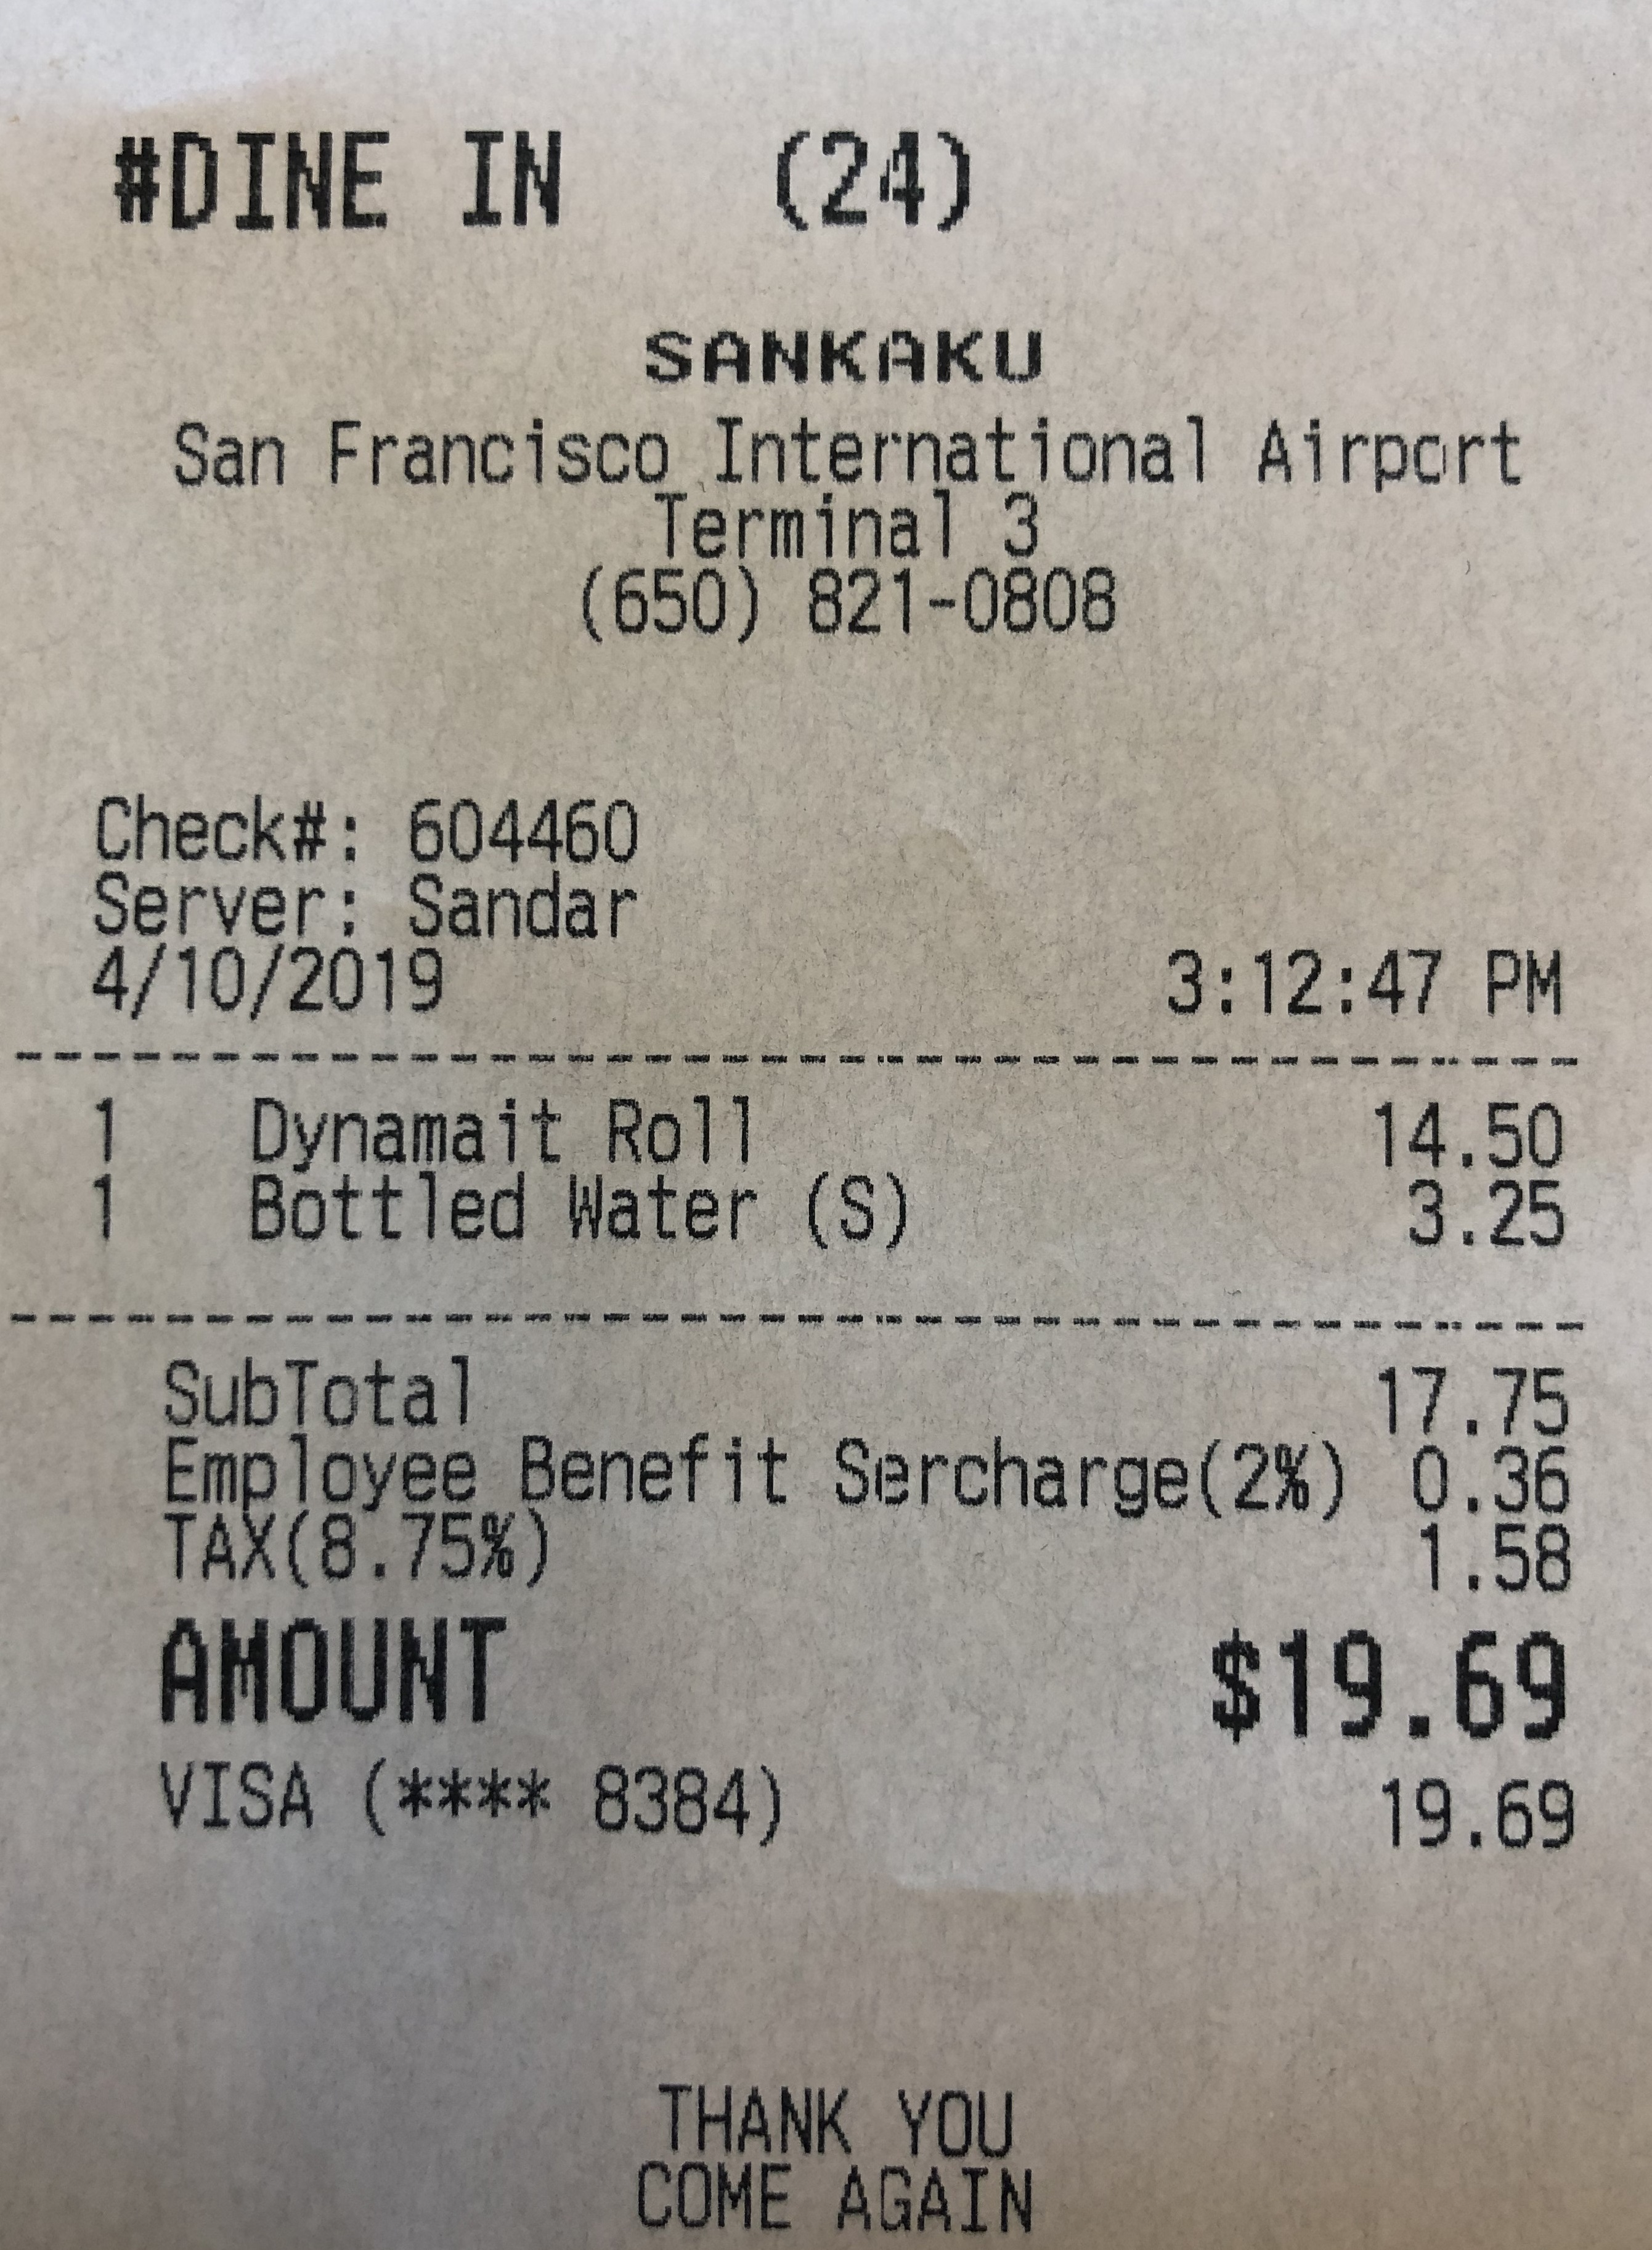 #DINE IN (24)
SANKAKU
San Francisco International Airport
Terminal 3
(650) 821-0808
Check#: 604460
Server: Sandar
4/10/2019 3:12:47 PM
1 Dynamait Roll 14.50
1 Bottled Water (S) 3.25
SubTotal 17.75
Employee Benefit Sercharge(2%) 0.36
TAX(8.75%) 1.58
AMOUNT $19.69
VISA (**** 8384) 19.69
THANK YOU
COME AGAIN